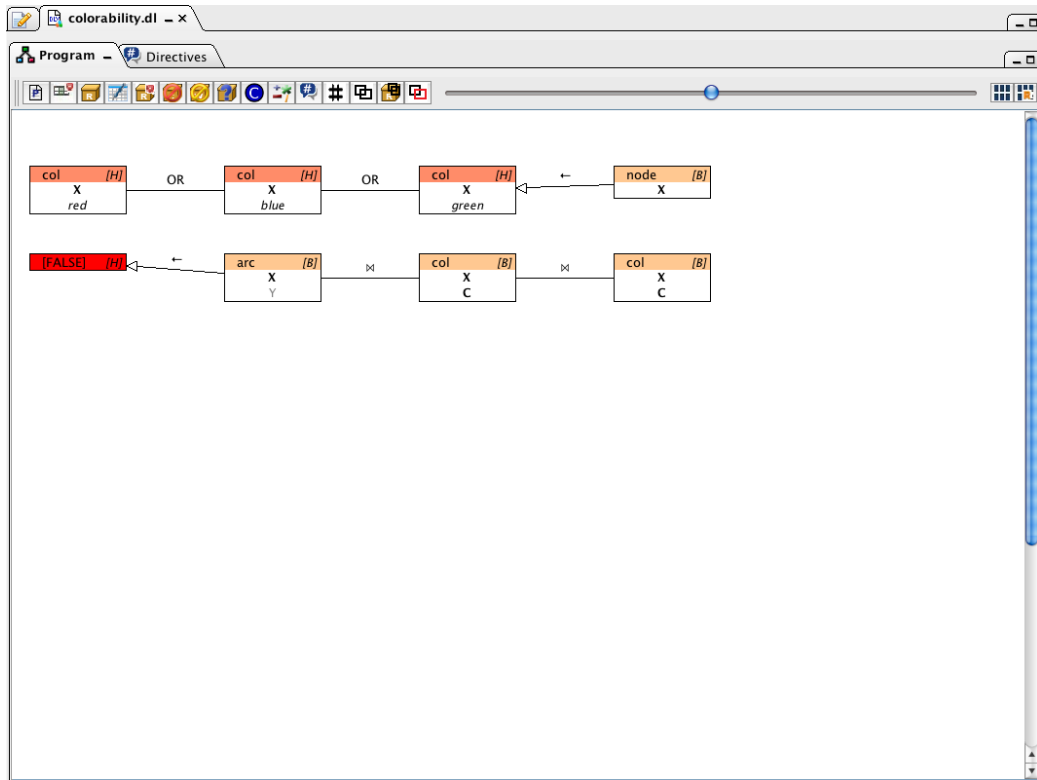 colorability.dl
Program Directives
col [H] OR col [H] OR col [H] ← node [B]
X X X X
red blue green
[FALSE] [H] ← arc [B] ⋈ col [B] ⋈ col [B]
X X X
Y C C